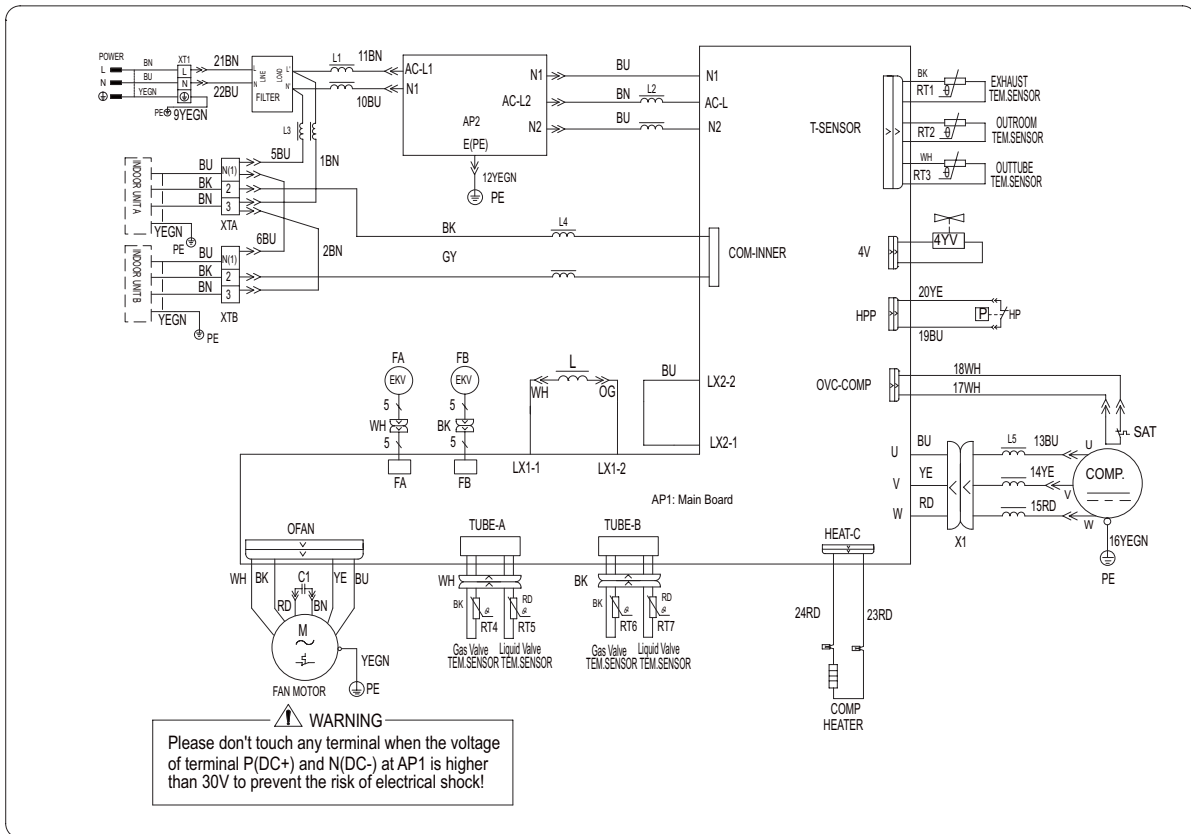 POWER
L
N
BN
BU
YEGN
XT1
L
N
21BN
22BU
PE
9YEGN
L
N
LINE
LOAD
L'
N'
FILTER
L1
11BN
10BU
AC-L1
N1
AP2
E(PE)
N1
AC-L2
N2
12YEGN
PE
BU
BN
L2
BU
N1
AC-L
N2
L3
5BU
1BN
INDOOR UNIT A
BU
BK
BN
N(1)
2
3
XTA
YEGN
PE
6BU
2BN
INDOOR UNIT B
BU
BK
BN
N(1)
2
3
XTB
YEGN
PE
BK
L4
GY
COM-INNER
T-SENSOR
BK
RT1
θ
EXHAUST
TEM.SENSOR
RT2
θ
OUTROOM
TEM.SENSOR
WH
RT3
θ
OUTTUBE
TEM.SENSOR
4V
4YV
HPP
20YE
19BU
P
HP
OVC-COMP
18WH
17WH
SAT
FA
EKV
5
WH
5
FA
FB
EKV
5
BK
5
FB
L
WH
OG
LX1-1
LX1-2
BU
LX2-2
LX2-1
AP1: Main Board
U
V
W
BU
YE
RD
X1
L5
13BU
14YE
15RD
U
V
W
COMP.
16YEGN
PE
OFAN
WH
BK
C1
YE
BU
RD
BN
M
YEGN
PE
FAN MOTOR
TUBE-A
WH
BK
θ
RT4
RD
θ
RT5
Gas Valve
TEM.SENSOR
Liquid Valve
TEM.SENSOR
TUBE-B
BK
BK
θ
RT6
RD
θ
RT7
Gas Valve
TEM.SENSOR
Liquid Valve
TEM.SENSOR
HEAT-C
24RD
23RD
COMP
HEATER
WARNING
Please don't touch any terminal when the voltage
of terminal P(DC+) and N(DC-) at AP1 is higher
than 30V to prevent the risk of electrical shock!